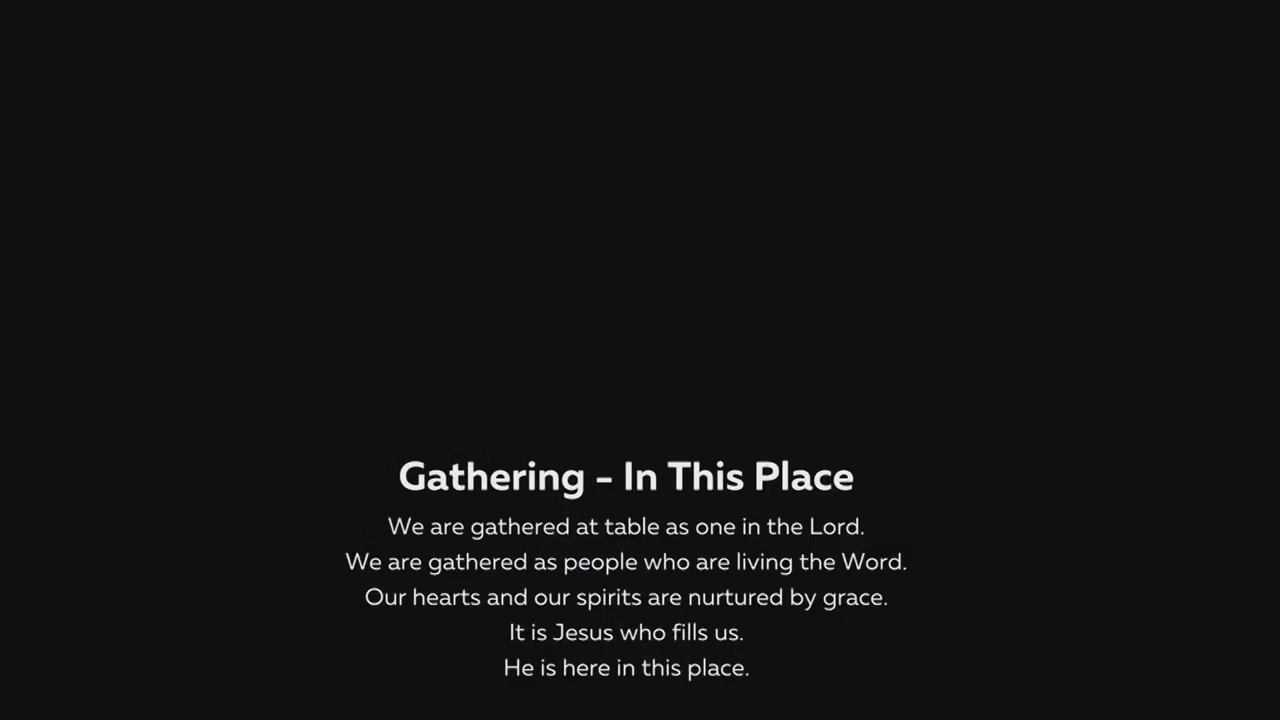 Gathering - In This Place
We are gathered at table as one in the Lord.
We are gathered as people who are living the Word.
Our hearts and our spirits are nurtured by grace.
It is Jesus who fills us.
He is here in this place.